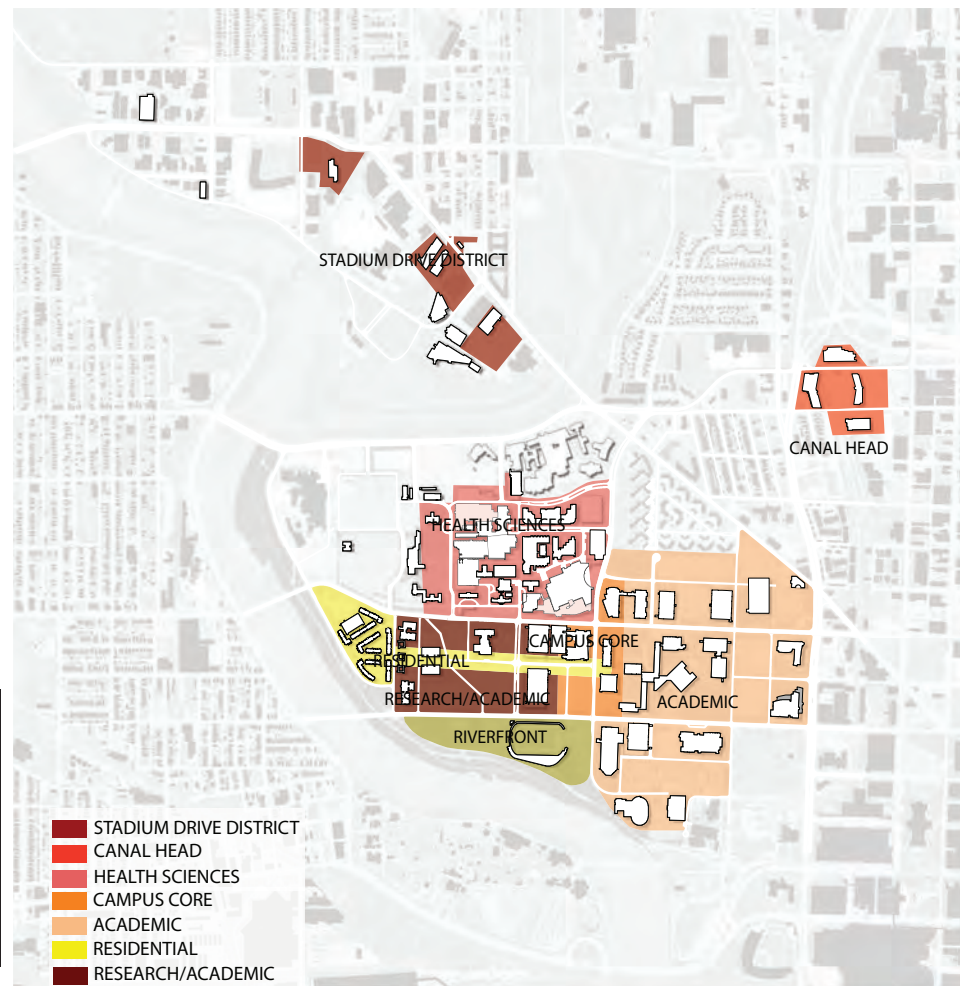 STADIUM DRIVE DISTRICT
CANAL HEAD
HEALTH SCIENCES
CAMPUS CORE
RESIDENTIAL
RESEARCH/ACADEMIC
ACADEMIC
RIVERFRONT
STADIUM DRIVE DISTRICT
CANAL HEAD
HEALTH SCIENCES
CAMPUS CORE
ACADEMIC
RESIDENTIAL
RESEARCH/ACADEMIC